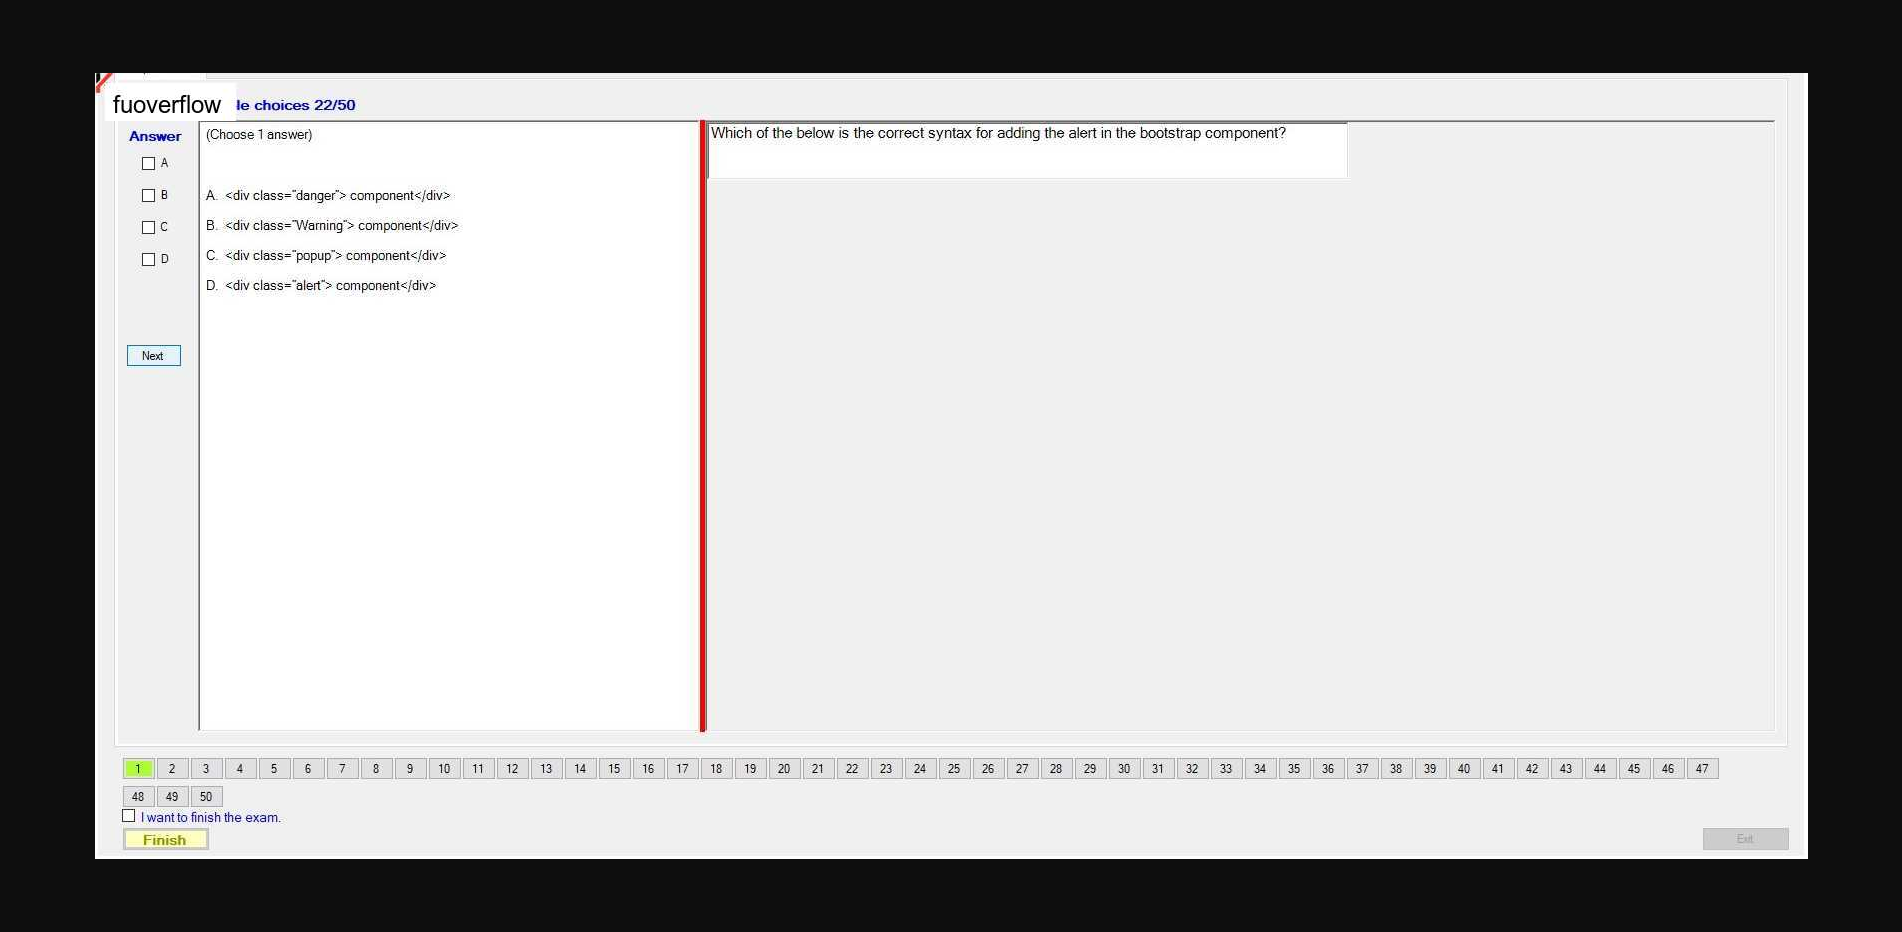 fuoverflow le choices 22/50
Answer
A
B
C
D
Next
(Choose 1 answer)
A. <div class="danger"> component</div>
B. <div class="Warning"> component</div>
C. <div class="popup"> component</div>
D. <div class="alert"> component</div>
Which of the below is the correct syntax for adding the alert in the bootstrap component?
1 2 3 4 5 6 7 8 9 10 11 12 13 14 15 16 17 18 19 20 21 22 23 24 25 26 27 28 29 30 31 32 33 34 35 36 37 38 39 40 41 42 43 44 45 46 47
48 49 50
I want to finish the exam.
Finish
Exit